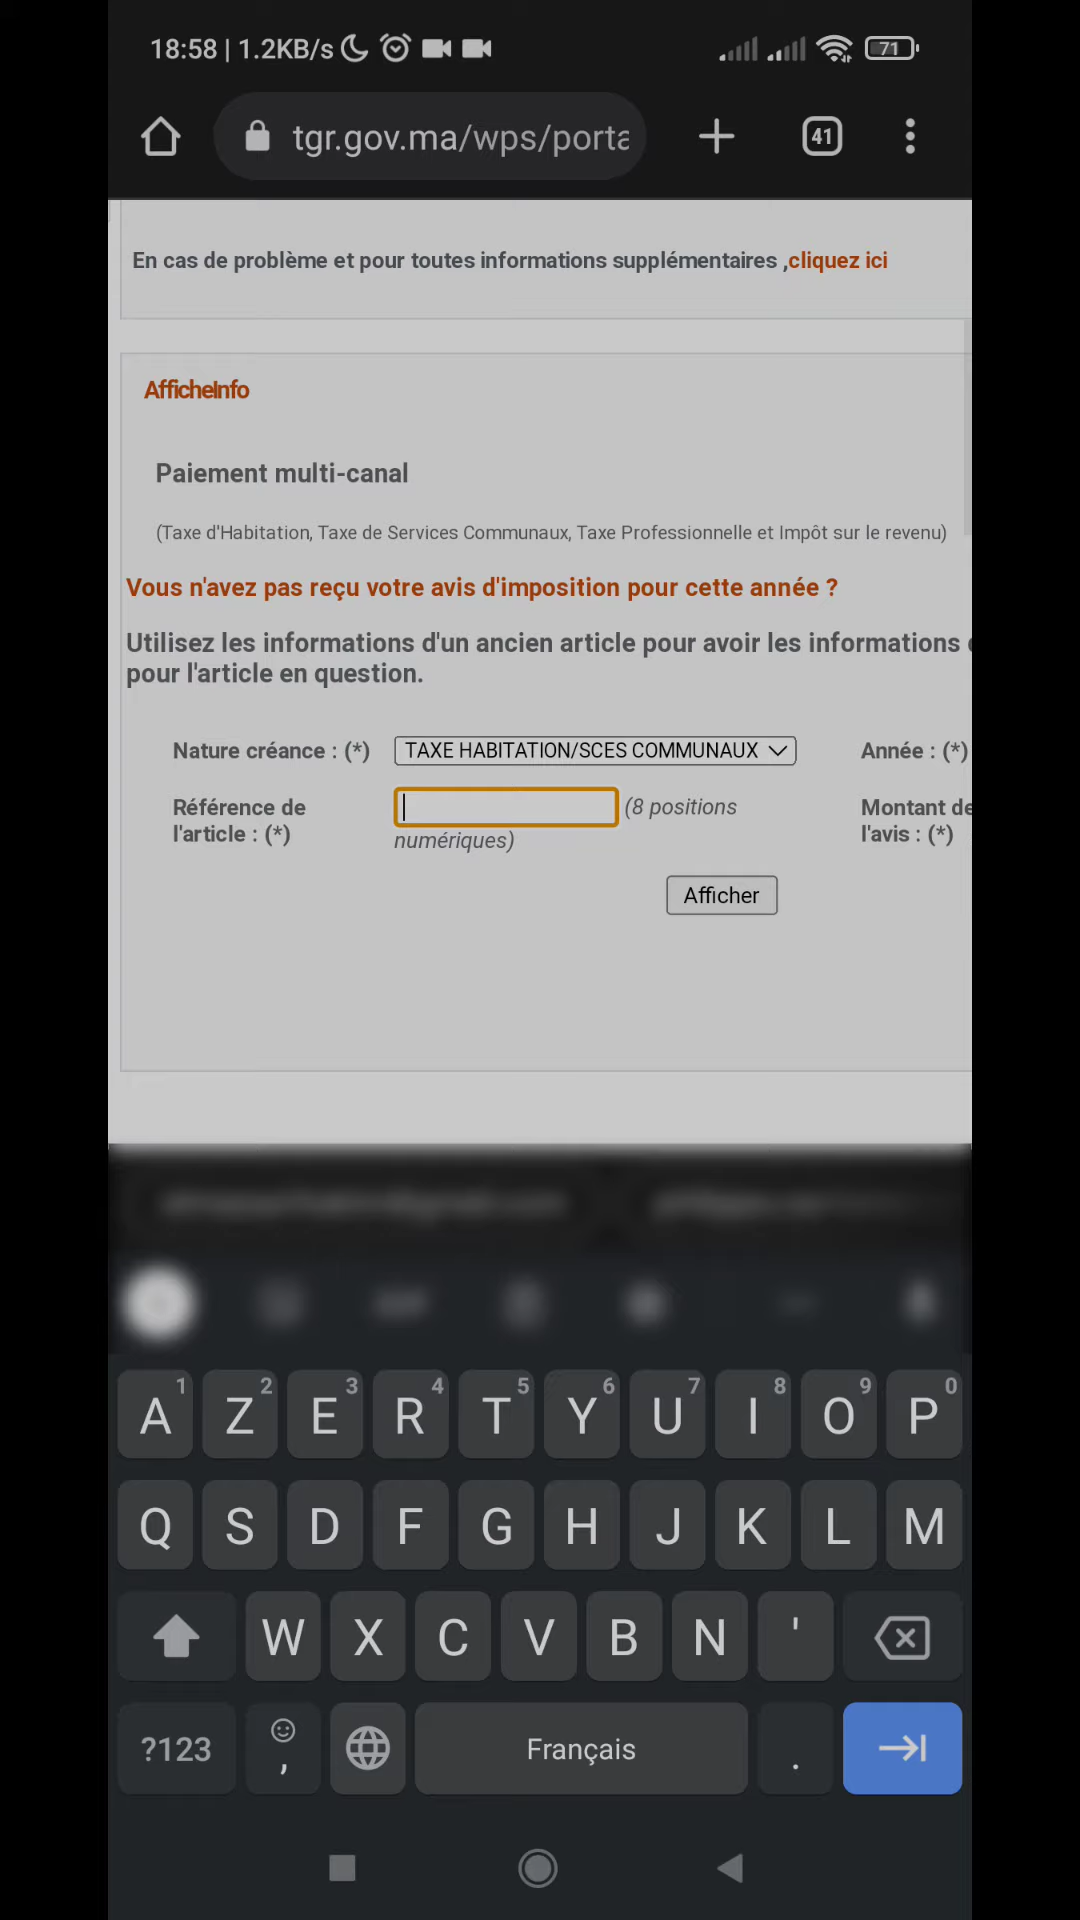 18:58 | 1.2KB/s
71
tgr.gov.ma/wps/porta
41
En cas de problème et pour toutes informations supplémentaires ,cliquez ici
AfficheInfo
Paiement multi-canal
(Taxe d'Habitation, Taxe de Services Communaux, Taxe Professionnelle et Impôt sur le revenu)
Vous n'avez pas reçu votre avis d'imposition pour cette année ?
Utilisez les informations d'un ancien article pour avoir les informations
pour l'article en question.
Nature créance : (*) TAXE HABITATION/SCES COMMUNAUX Année : (*)
Référence de (8 positions Montant de
l'article : (*) numériques) l'avis : (*)
Afficher
1 2 3 4 5 6 7 8 9 0
A Z E R T Y U I O P
Q S D F G H J K L M
W X C V B N '
?123 , Français .